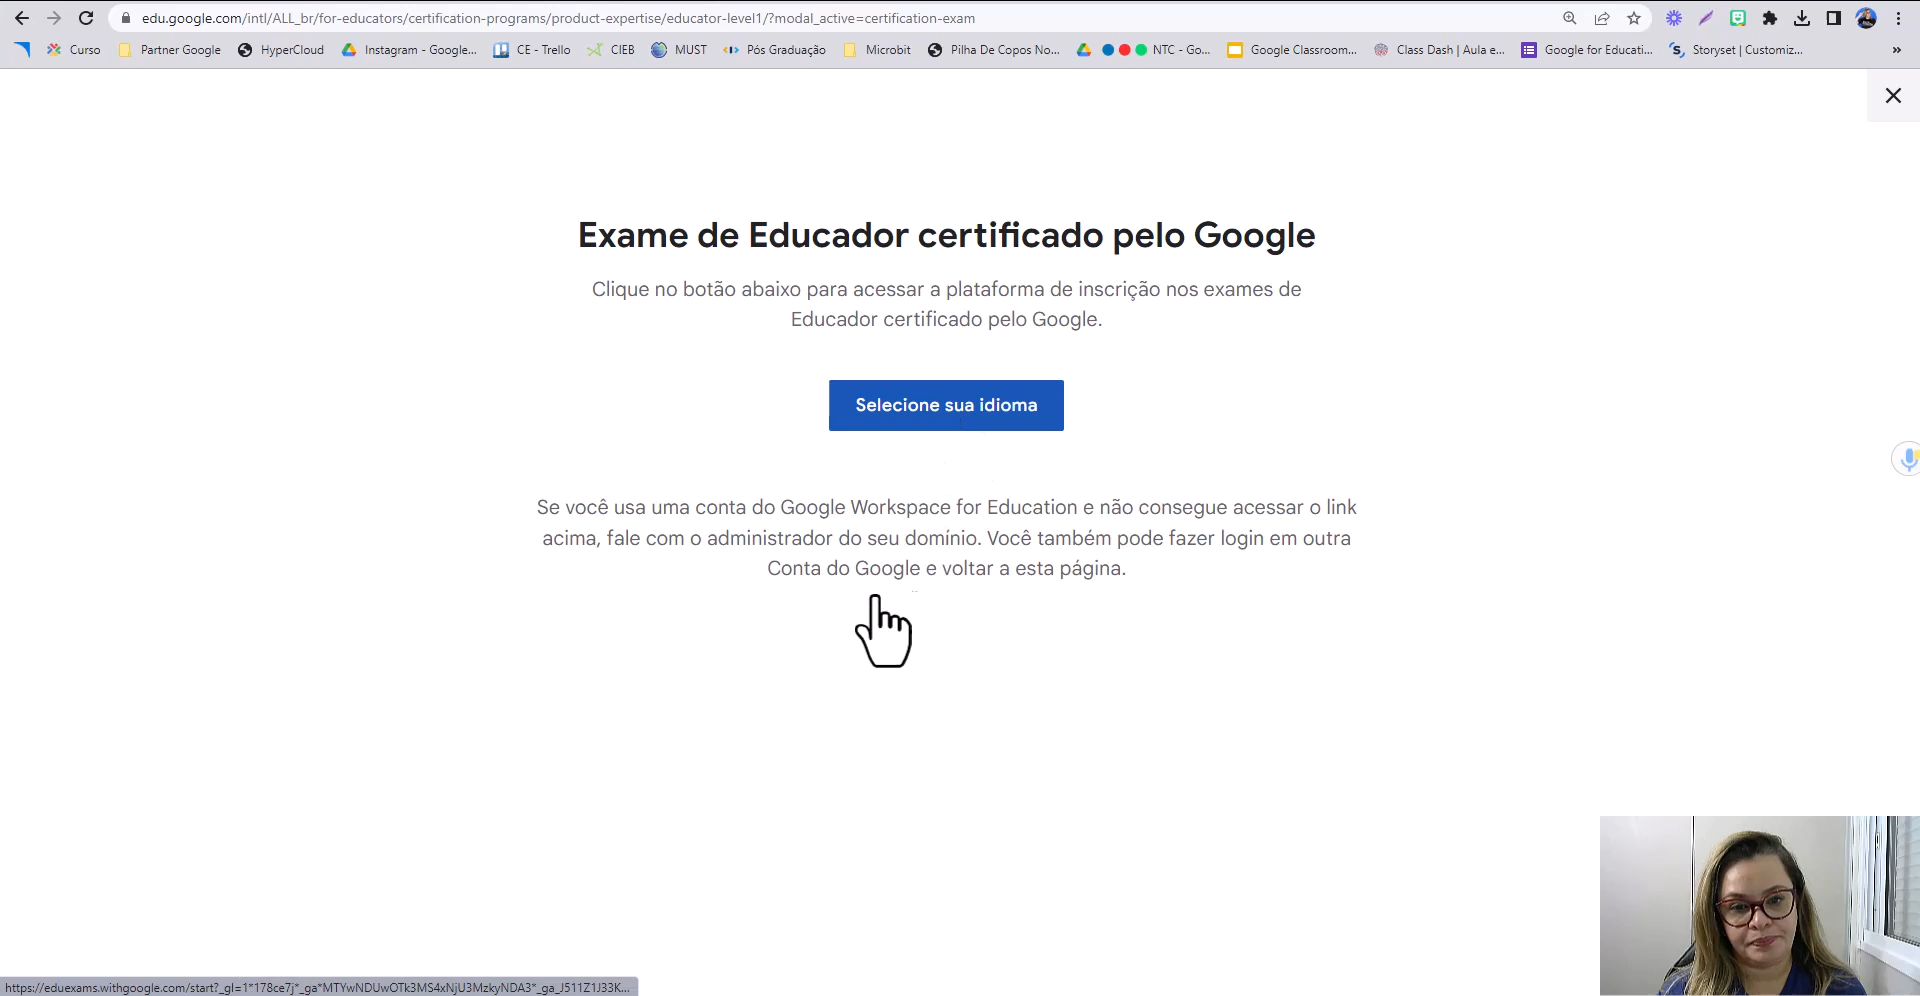 edu.google.com/intl/ALL_br/for-educators/certification-programs/product-expertise/educator-level1/?modal_active=certification-exam
Curso
Partner Google
HyperCloud
Instagram - Google...
CE - Trello
CIEB
MUST
Pós Graduação
Microbit
Pilha De Copos No...
NTC - Go...
Google Classroom...
Class Dash | Aula e...
Google for Educati...
Storyset | Customiz...
»
Exame de Educador certificado pelo Google
Clique no botão abaixo para acessar a plataforma de inscrição nos exames de
Educador certificado pelo Google.
Selecione sua idioma
Se você usa uma conta do Google Workspace for Education e não consegue acessar o link
acima, fale com o administrador do seu domínio. Você também pode fazer login em outra
Conta do Google e voltar a esta página.
https://eduexams.withgoogle.com/start?_gl=1*178ce7j*_ga*MTYwNDUwOTk3MS4xNjU3MzkyNDA3*_ga_J511Z1J33K...